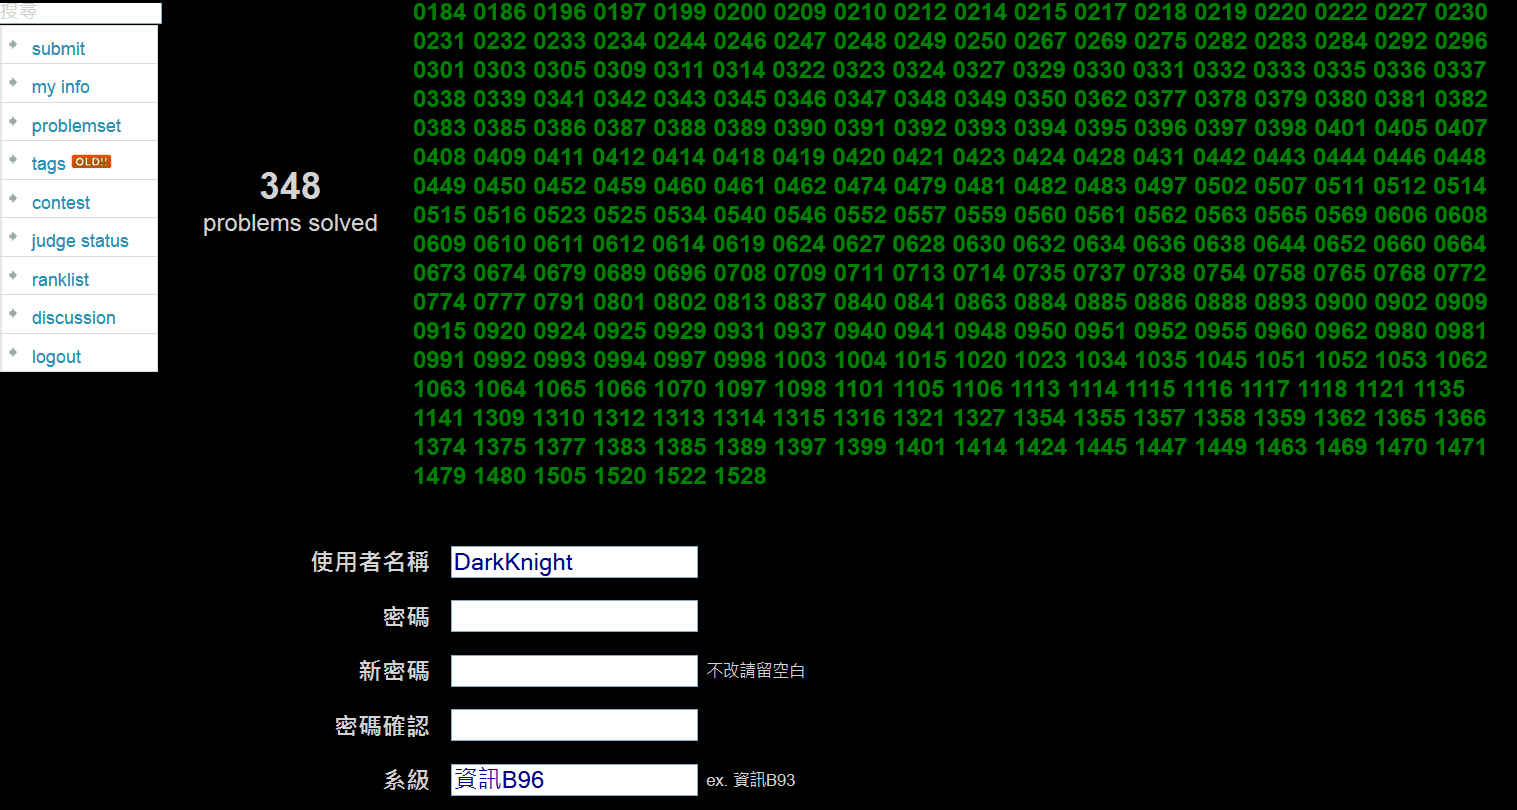 搜尋
submit
my info
problemset
tags OLD!!
contest
judge status
ranklist
discussion
logout
348
problems solved
0184 0186 0196 0197 0199 0200 0209 0210 0212 0214 0215 0217 0218 0219 0220 0222 0227 0230
0231 0232 0233 0234 0244 0246 0247 0248 0249 0250 0267 0269 0275 0282 0283 0284 0292 0296
0301 0303 0305 0309 0311 0314 0322 0323 0324 0327 0329 0330 0331 0332 0333 0335 0336 0337
0338 0339 0341 0342 0343 0345 0346 0347 0348 0349 0350 0362 0377 0378 0379 0380 0381 0382
0383 0385 0386 0387 0388 0389 0390 0391 0392 0393 0394 0395 0396 0397 0398 0401 0405 0407
0408 0409 0411 0412 0414 0418 0419 0420 0421 0423 0424 0428 0431 0442 0443 0444 0446 0448
0449 0450 0452 0459 0460 0461 0462 0474 0479 0481 0482 0483 0497 0502 0507 0511 0512 0514
0515 0516 0523 0525 0534 0540 0546 0552 0557 0559 0560 0561 0562 0563 0565 0569 0606 0608
0609 0610 0611 0612 0614 0619 0624 0627 0628 0630 0632 0634 0636 0638 0644 0652 0660 0664
0673 0674 0679 0689 0696 0708 0709 0711 0713 0714 0735 0737 0738 0754 0758 0765 0768 0772
0774 0777 0791 0801 0802 0813 0837 0840 0841 0863 0884 0885 0886 0888 0893 0900 0902 0909
0915 0920 0924 0925 0929 0931 0937 0940 0941 0948 0950 0951 0952 0955 0960 0962 0980 0981
0991 0992 0993 0994 0997 0998 1003 1004 1015 1020 1023 1034 1035 1045 1051 1052 1053 1062
1063 1064 1065 1066 1070 1097 1098 1101 1105 1106 1113 1114 1115 1116 1117 1118 1121 1135
1141 1309 1310 1312 1313 1314 1315 1316 1321 1327 1354 1355 1357 1358 1359 1362 1365 1366
1374 1375 1377 1383 1385 1389 1397 1399 1401 1414 1424 1445 1447 1449 1463 1469 1470 1471
1479 1480 1505 1520 1522 1528
使用者名稱 DarkKnight
密碼
新密碼 不改請留空白
密碼確認
系級 資訊B96 ex. 資訊B93